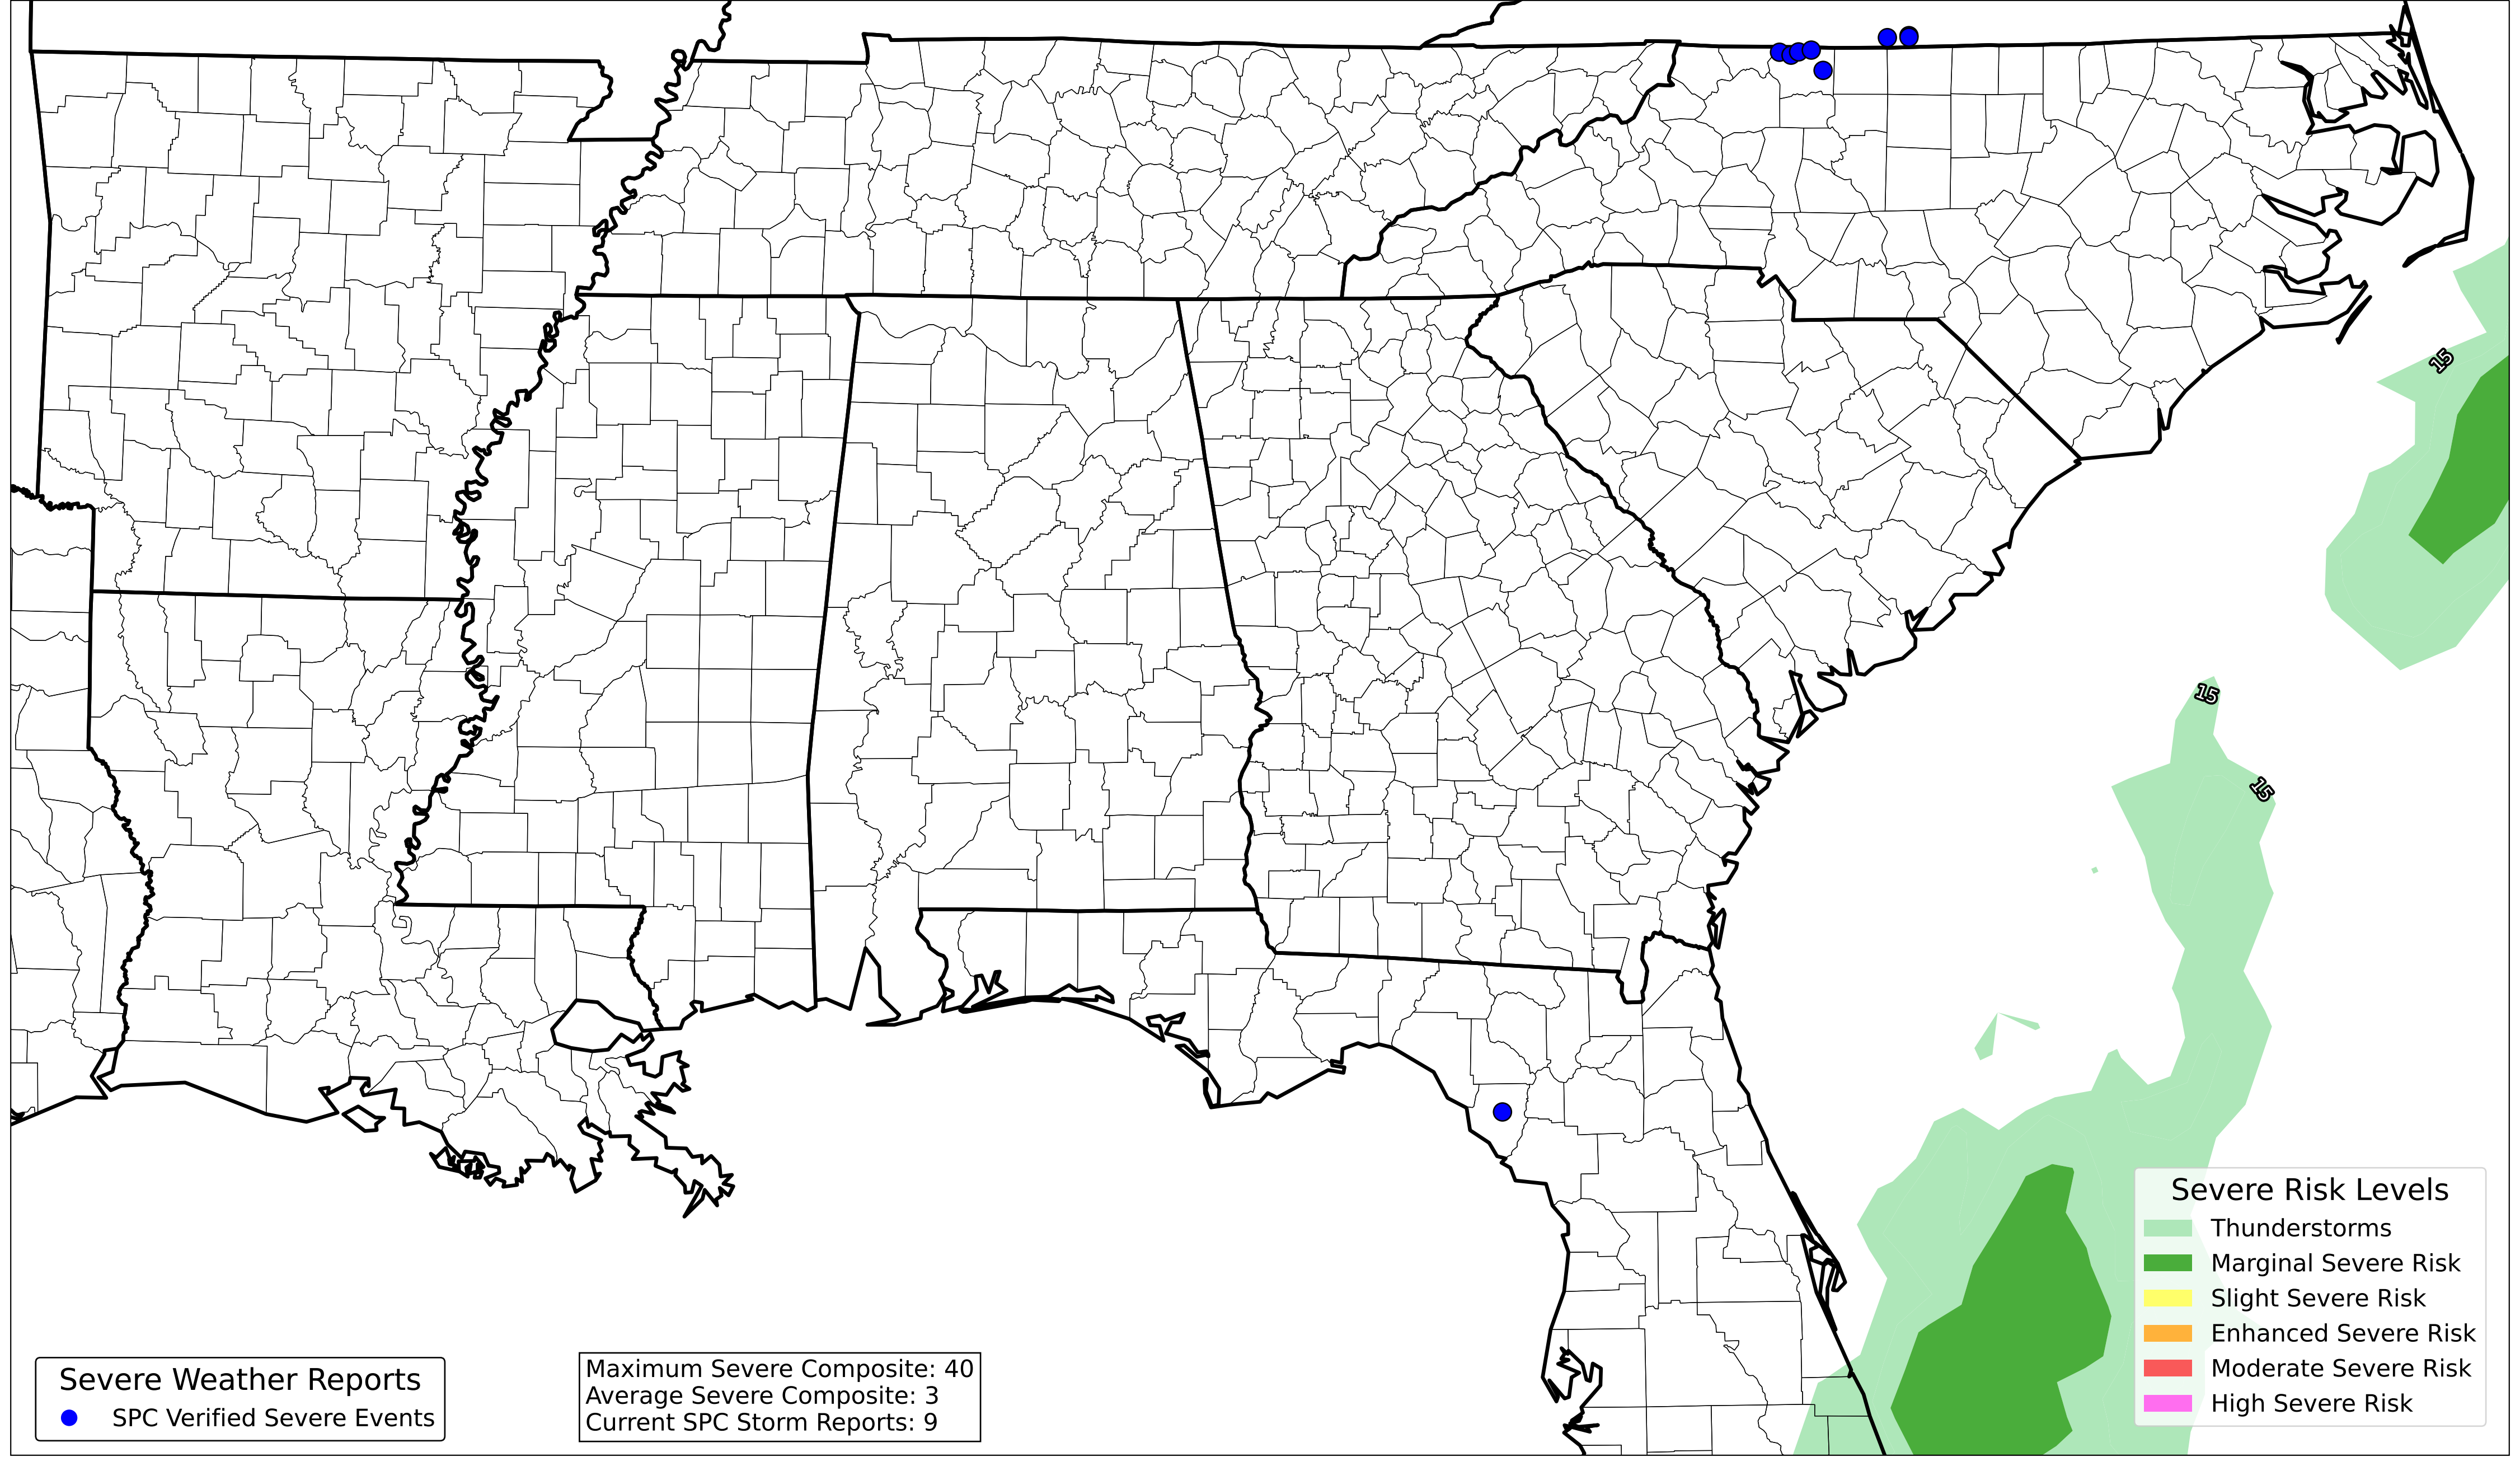 15
15
15
Severe Risk Levels
Thunderstorms
Marginal Severe Risk
Slight Severe Risk
Enhanced Severe Risk
Moderate Severe Risk
High Severe Risk
Severe Weather Reports
SPC Verified Severe Events
Maximum Severe Composite: 40
Average Severe Composite: 3
Current SPC Storm Reports: 9